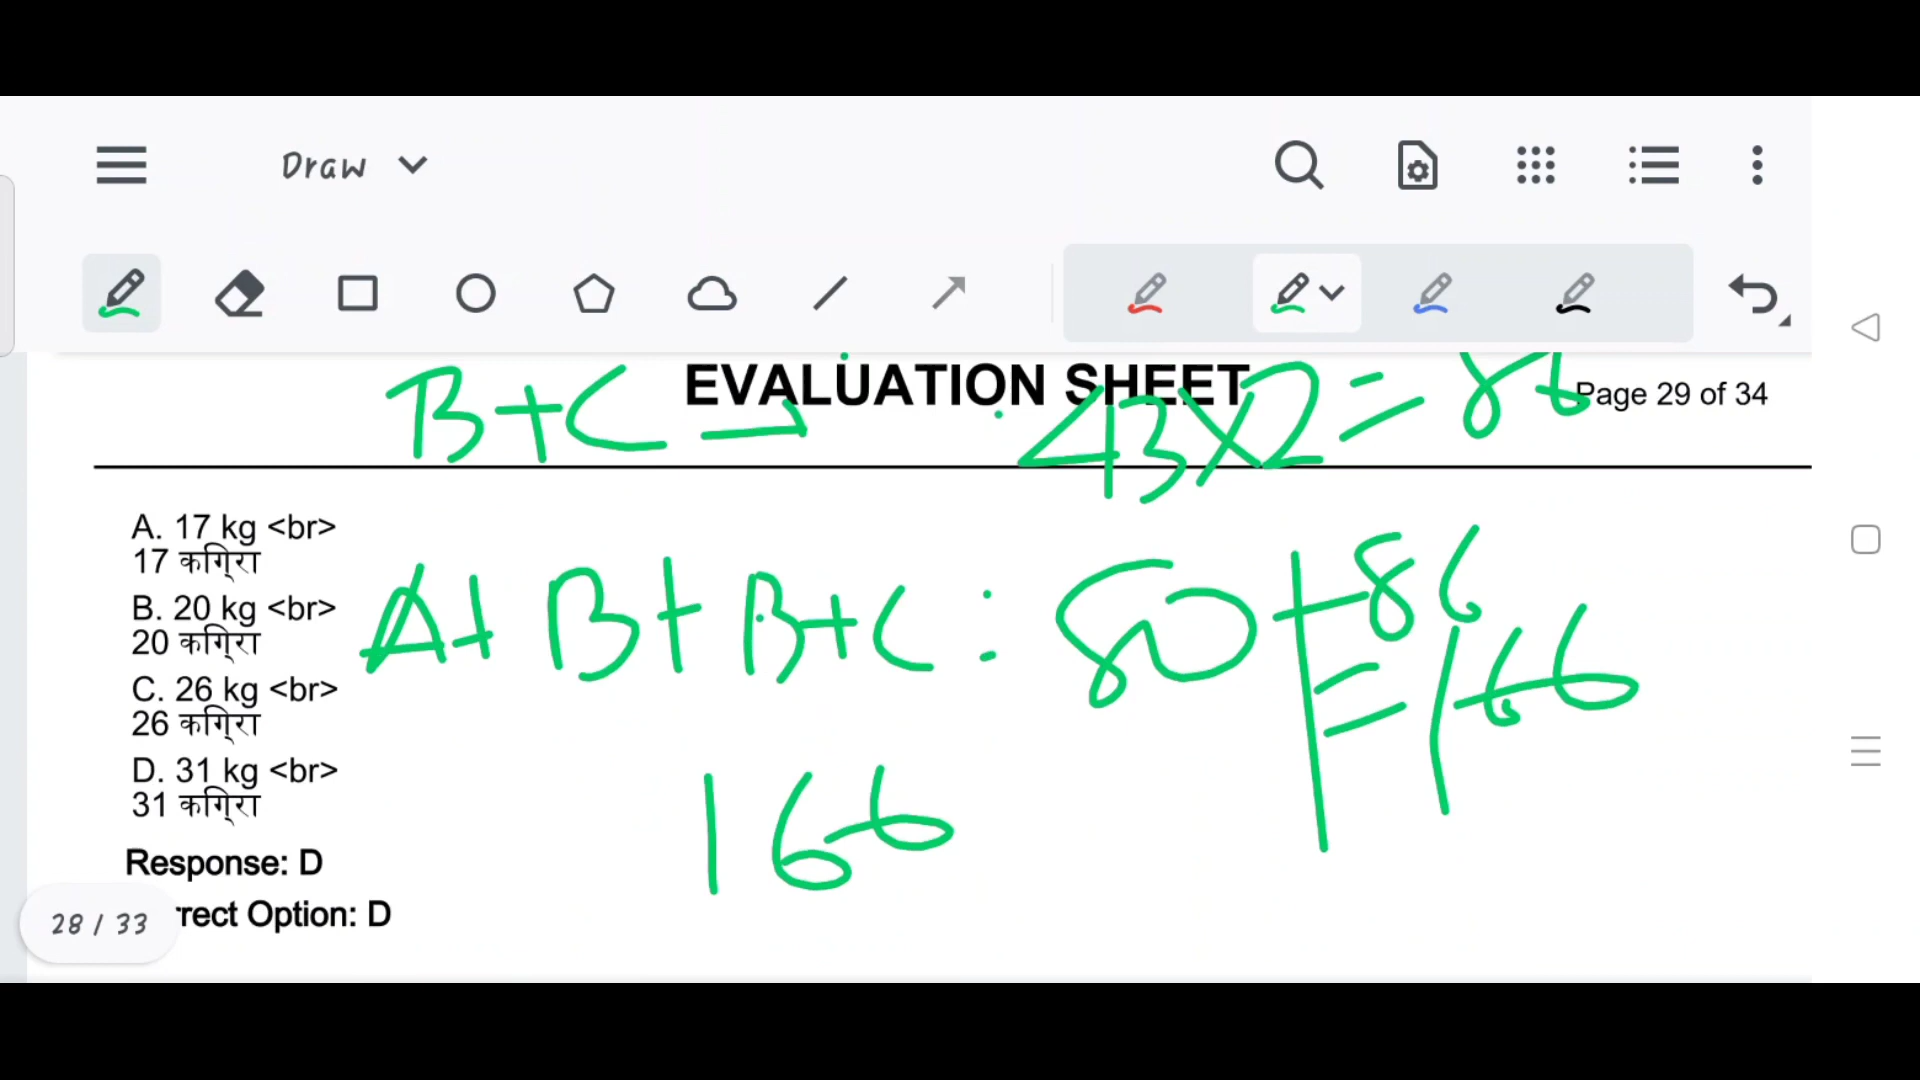 Draw
EVALUATION SHEET
Page 29 of 34
B+C → 43×2=86
A. 17 kg <br>
17 किग्रा
B. 20 kg <br>
20 किग्रा
A+B+B+C: 80+86
=166
C. 26 kg <br>
26 किग्रा
D. 31 kg <br>
31 किग्रा
166
Response: D
rrect Option: D
28 / 33